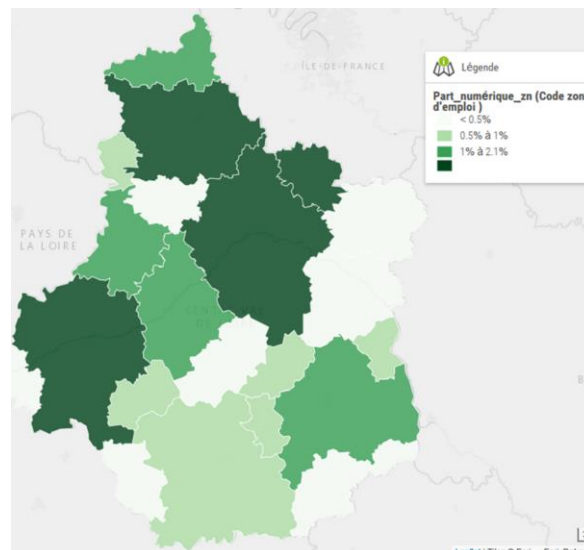 ÎLE-DE-FRANCE
Légende
Part_numérique_zn (Code zon
d'emploi )
< 0.5%
0.5% à 1%
1% à 2.1%
PAYS DE
LA LOIRE